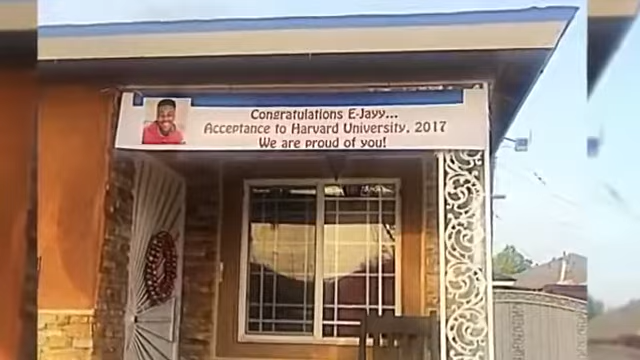 Congratulations E-Jayy...
Acceptance to Harvard University, 2017
We are proud of you!